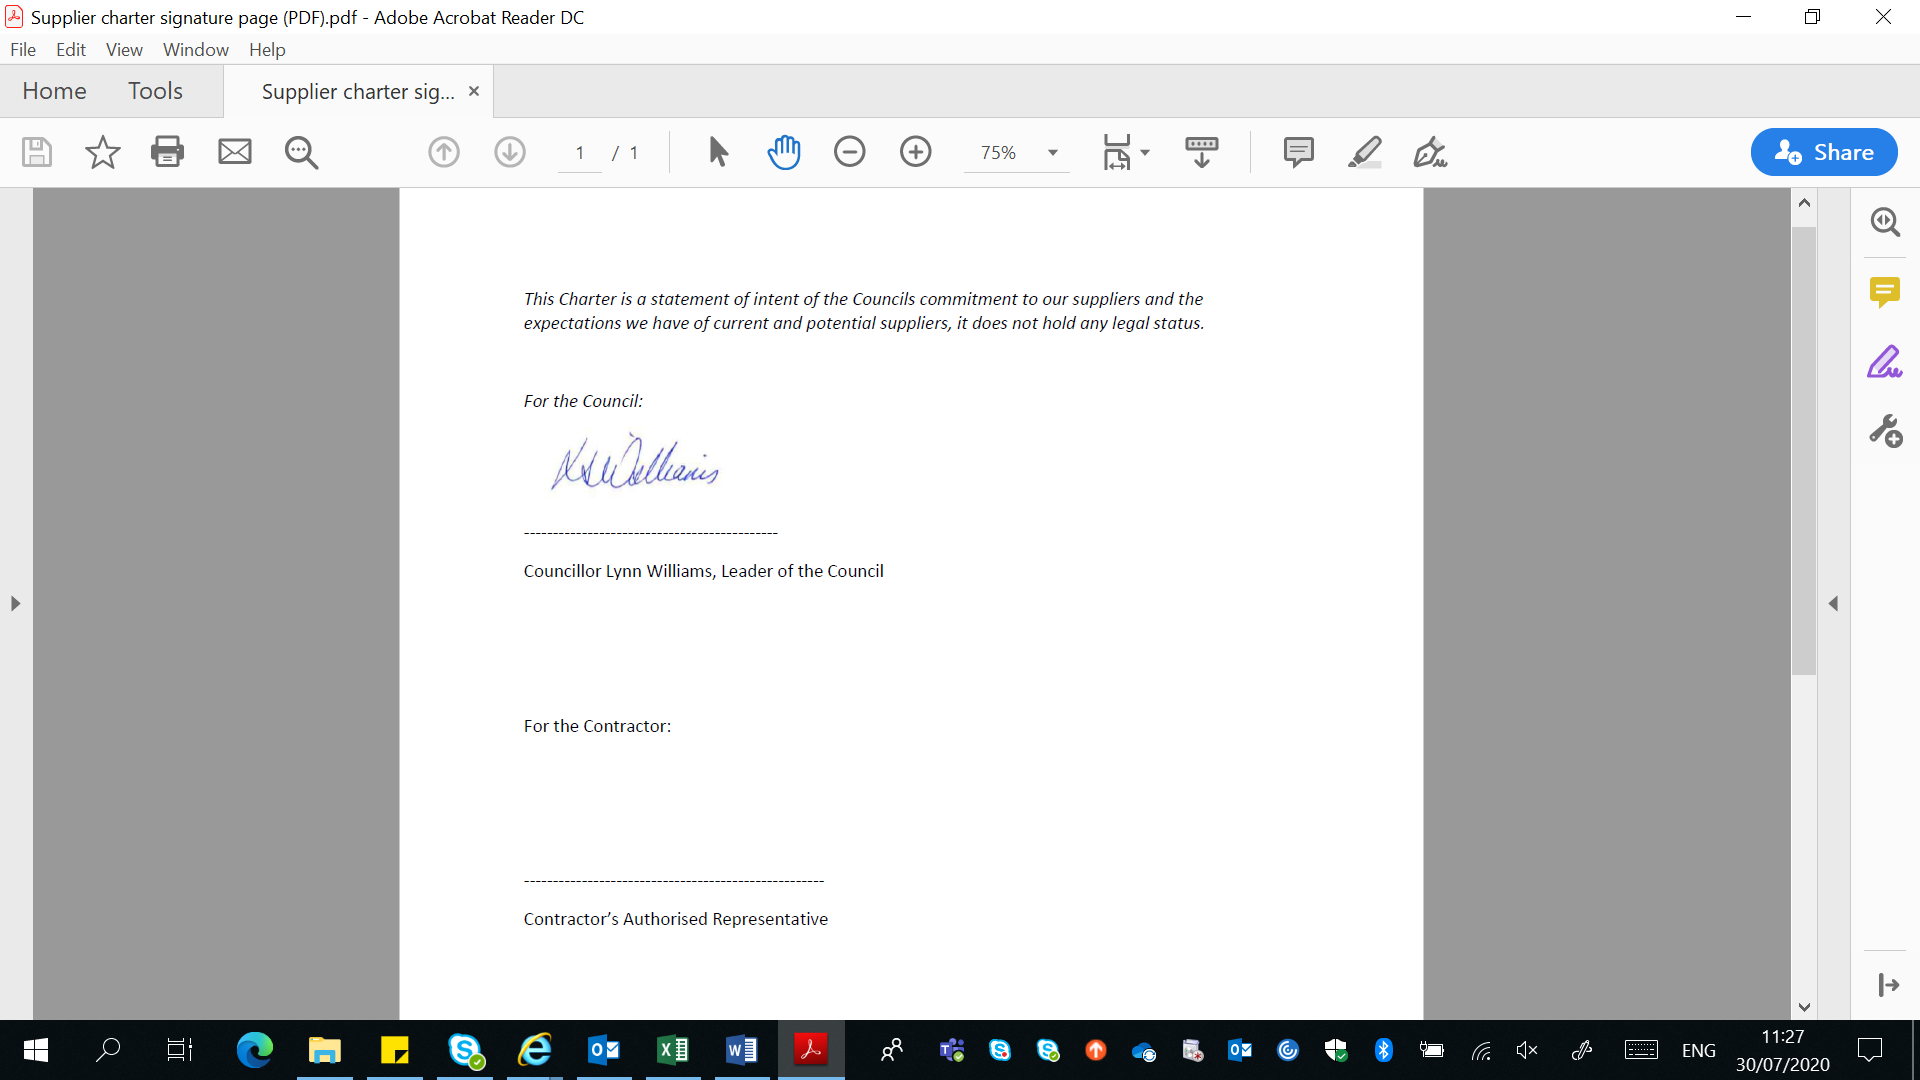 Supplier charter signature page (PDF).pdf - Adobe Acrobat Reader DC
File Edit View Window Help
Home Tools Supplier charter sig... ×
1 / 1 75% Share
This Charter is a statement of intent of the Councils commitment to our suppliers and the
expectations we have of current and potential suppliers, it does not hold any legal status.
For the Council:
Williams
--------------------------------------------
Councillor Lynn Williams, Leader of the Council
For the Contractor:
----------------------------------------------------
Contractor’s Authorised Representative
ENG
11:27
30/07/2020